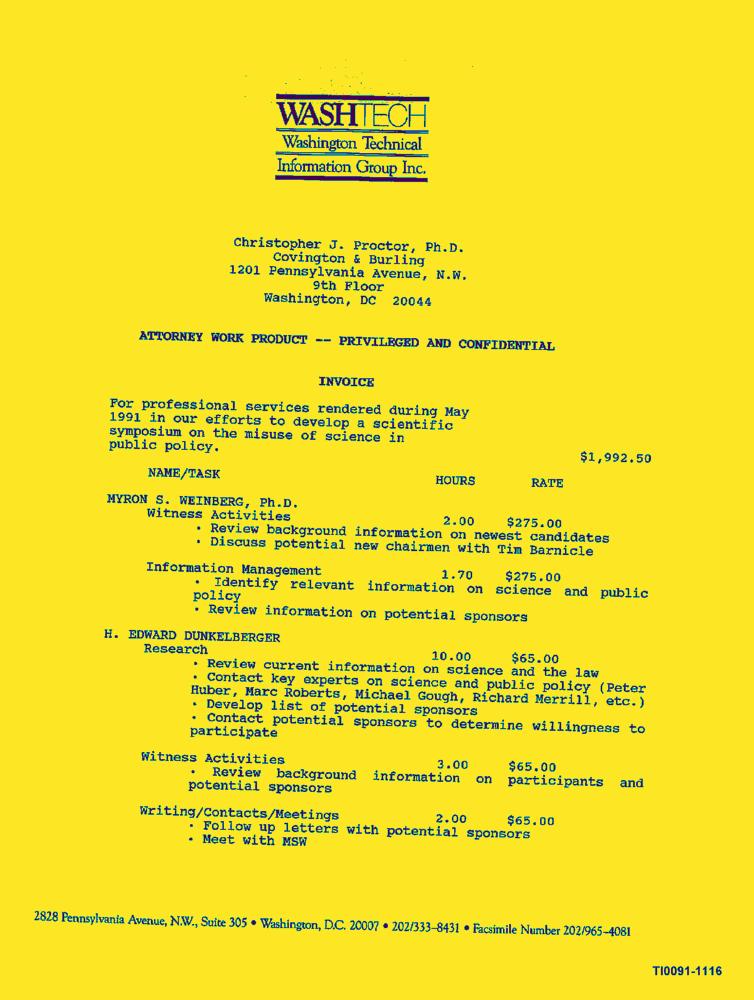 WASHTECH
Washington Technical
Information Group Inc.
Christopher J. Proctor, Ph.D.
Covington & Burling
1201 Pennsylvania Avenue, N.W.
9th Floor
Washington, DC 20044
ATTORNEY WORK PRODUCT -- PRIVILEGED AND CONFIDENTIAL
INVOICE
For professional services rendered during May
1991 in our efforts to develop a scientific
symposium on the misuse of science in
public policy.
$1,992.50
NAME/TASK HOURS RATE
MYRON S. WEINBERG, Ph.D.
Witness Activities 2.00 $275.00
• Review background information on newest candidates
• Discuss potential new chairmen with Tim Barnicle
Information Management 1.70 $275.00
• Identify relevant information on science and public
policy
• Review information on potential sponsors
H. EDWARD DUNKELBERGER
Research 10.00 $65.00
• Review current information on science and the law
• Contact key experts on science and public policy (Peter
Huber, Marc Roberts, Michael Gough, Richard Merrill, etc.)
• Develop list of potential sponsors
• Contact potential sponsors to determine willingness to
participate
Witness Activities 3.00 $65.00
• Review background information on participants and
potential sponsors
Writing/Contacts/Meetings 2.00 $65.00
• Follow up letters with potential sponsors
• Meet with MSW
2828 Pennsylvania Avenue, N.W., Suite 305 • Washington, D.C. 20007 • 202/333-8431 • Facsimile Number 202/965-4081
TI0091-1116